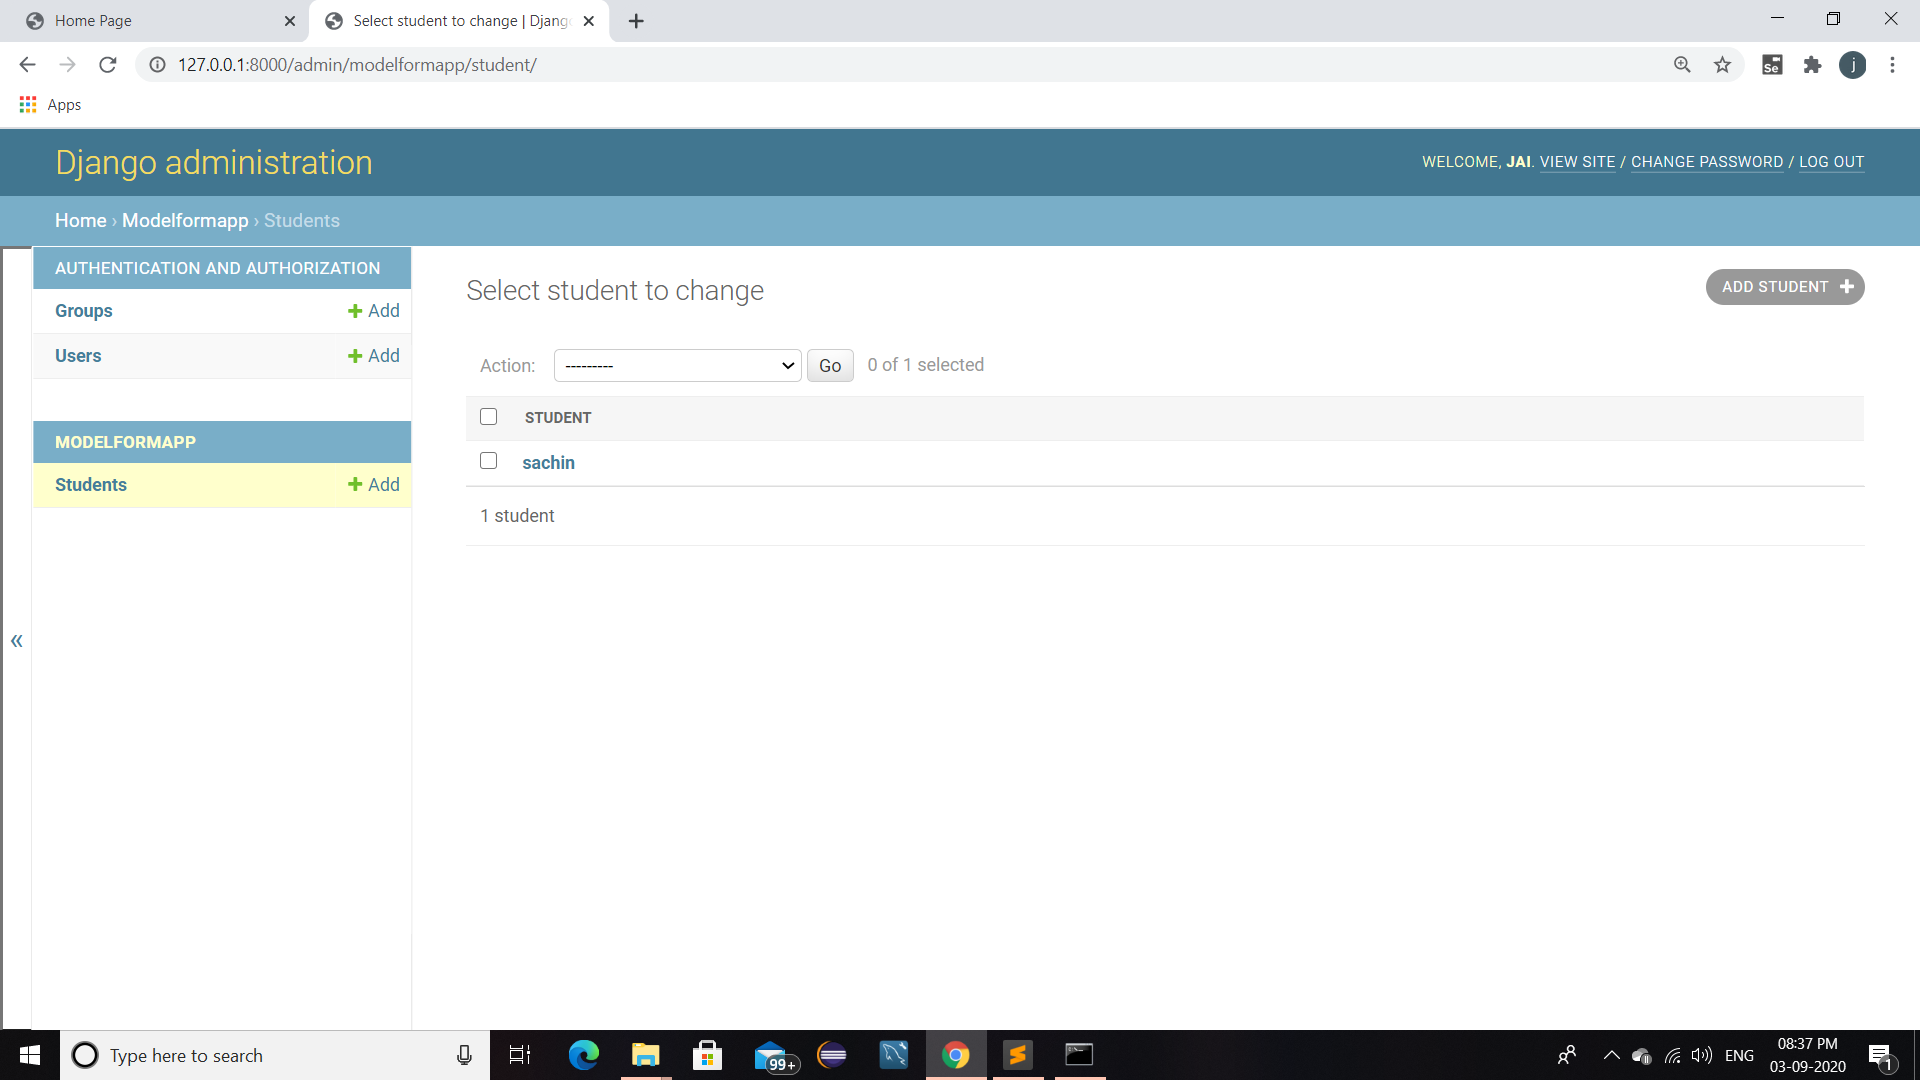 Home Page
Select student to change | Djang
127.0.0.1:8000/admin/modelformapp/student/
Se
j
Apps
Django administration
WELCOME, JAI. VIEW SITE / CHANGE PASSWORD / LOG OUT
Home › Modelformapp › Students
AUTHENTICATION AND AUTHORIZATION
Groups
Add
Users
Add
MODELFORMAPP
Students
Add
«
Select student to change
ADD STUDENT
Action:
---------
Go
0 of 1 selected
STUDENT
sachin
1 student
Type here to search
99+
ENG
08:37 PM
03-09-2020
1